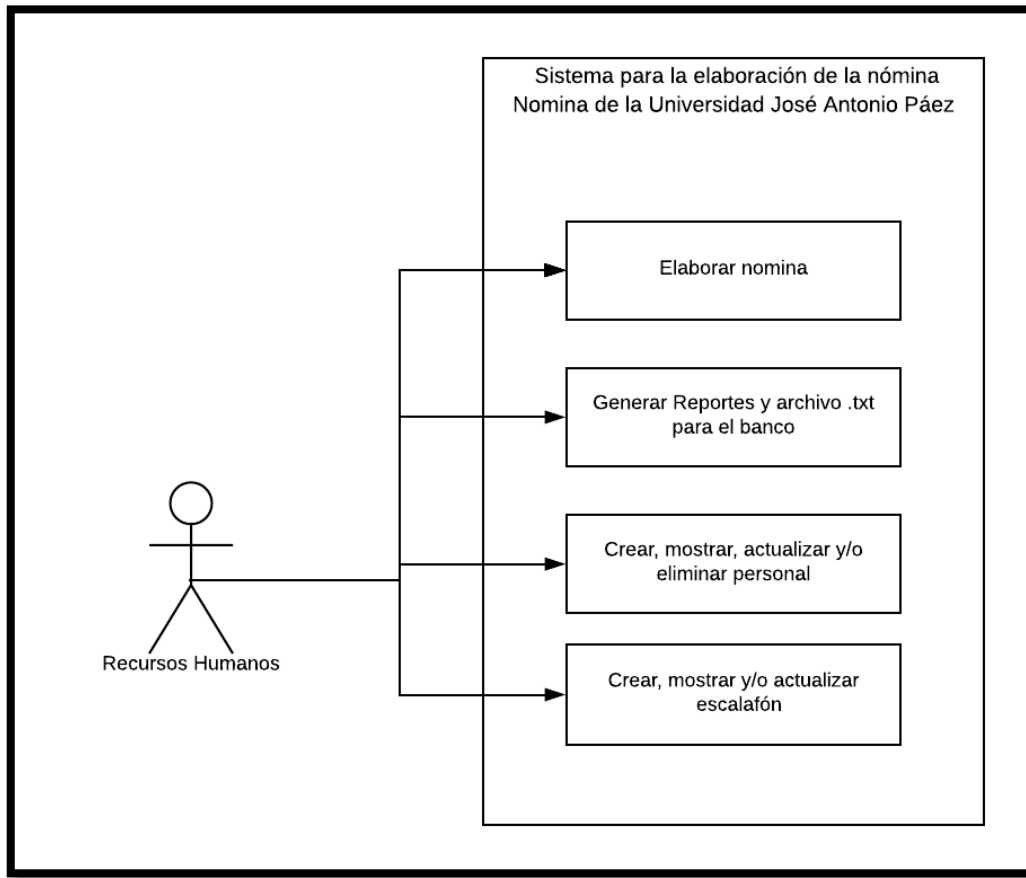 Sistema para la elaboración de la nómina
Nomina de la Universidad José Antonio Páez
Elaborar nomina
Generar Reportes y archivo .txt
para el banco
Crear, mostrar, actualizar y/o
eliminar personal
Recursos Humanos
Crear, mostrar y/o actualizar
escalafón